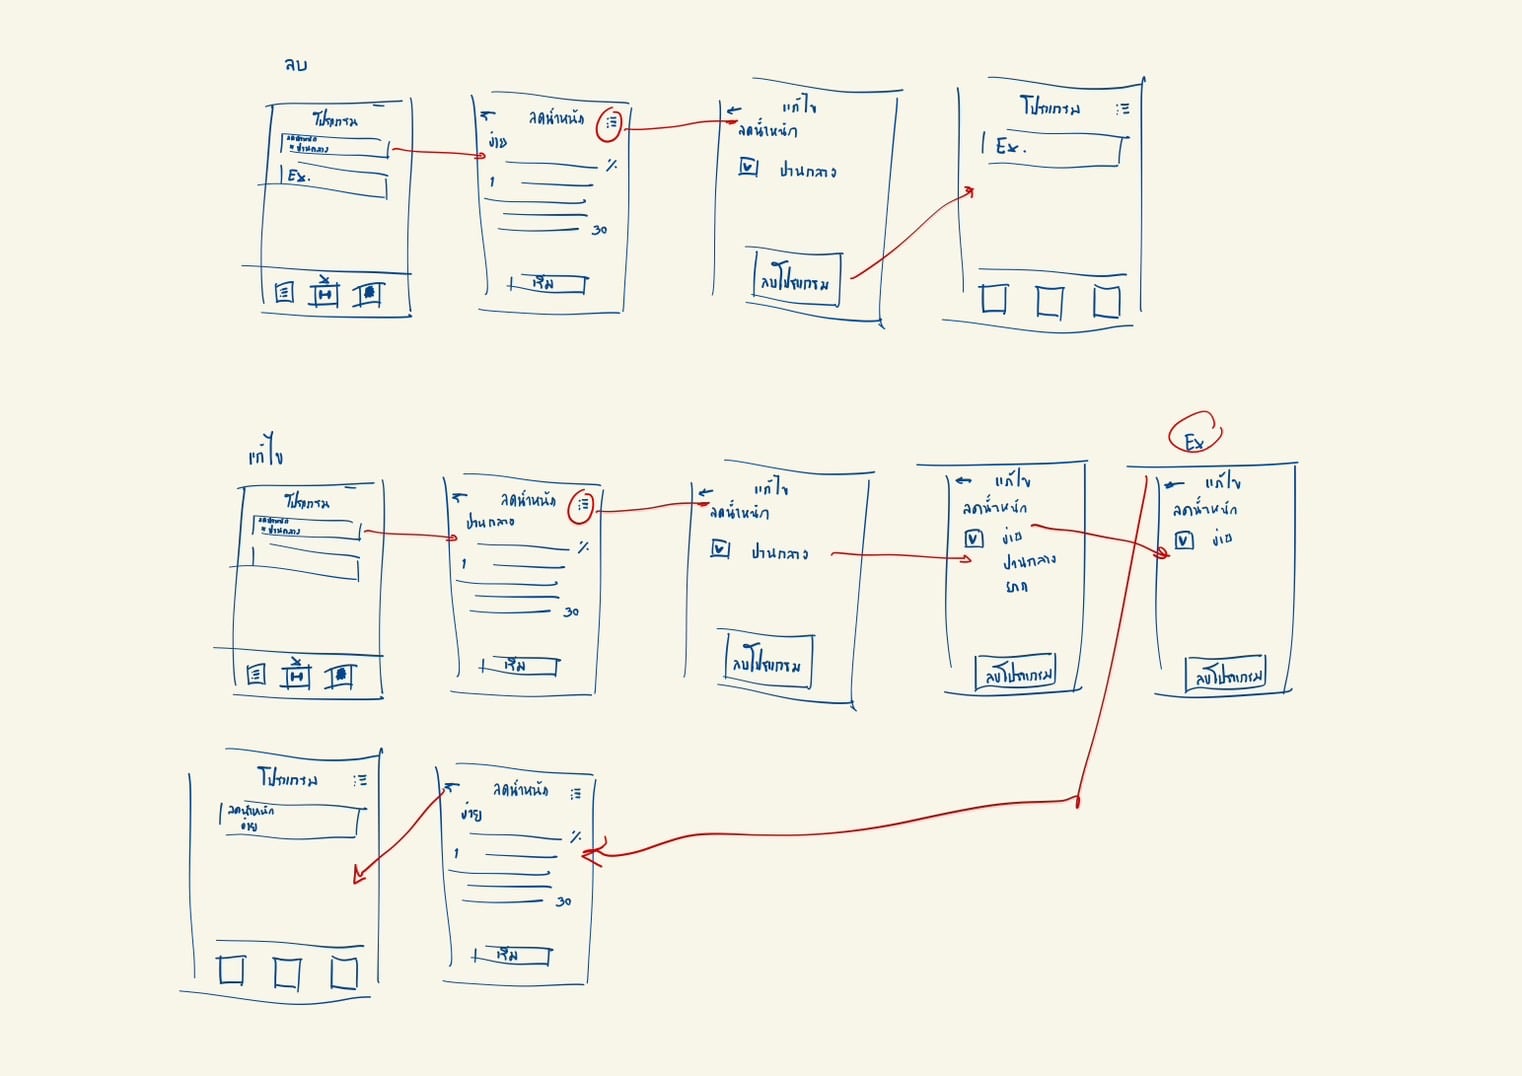 ลบ
โปรแกรม
ลดน้ำหนัก
ปานกลาง
Ex.
ลดน้ำหนัก
ง่าย
%
1
30
เริ่ม
แก้ไข
ลดน้ำหนัก
ปานกลาง
ลบโปรแกรม
โปรแกรม
Ex.
แก้ไข
โปรแกรม
ลดน้ำหนัก
ปานกลาง
ลดน้ำหนัก
ปานกลาง
%
1
30
เริ่ม
แก้ไข
ลดน้ำหนัก
ปานกลาง
ลบโปรแกรม
แก้ไข
ลดน้ำหนัก
ง่าย
ปานกลาง
ยาก
ลบโปรแกรม
Ex
แก้ไข
ลดน้ำหนัก
ง่าย
ลบโปรแกรม
โปรแกรม
ลดน้ำหนัก
ง่าย
ลดน้ำหนัก
ง่าย
%
1
30
เริ่ม